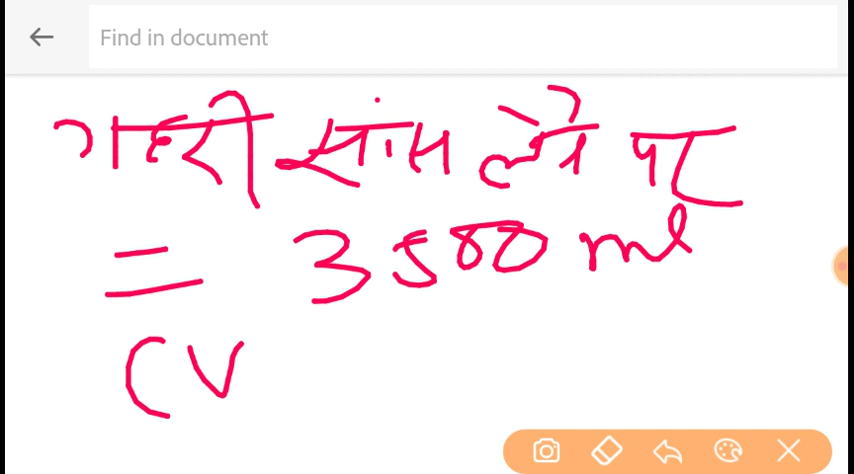 Find in document
गहरी सांस लेने पर
= 3500 ml
CV